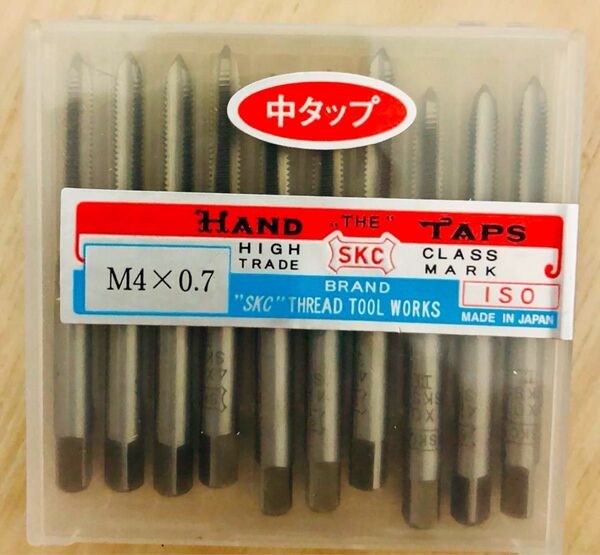 中タップ
HAND „THE" TAPS
HIGH TRADE SKC CLASS MARK
M4×0.7
BRAND
ISO
"SKC" THREAD TOOL WORKS
MADE IN JAPAN